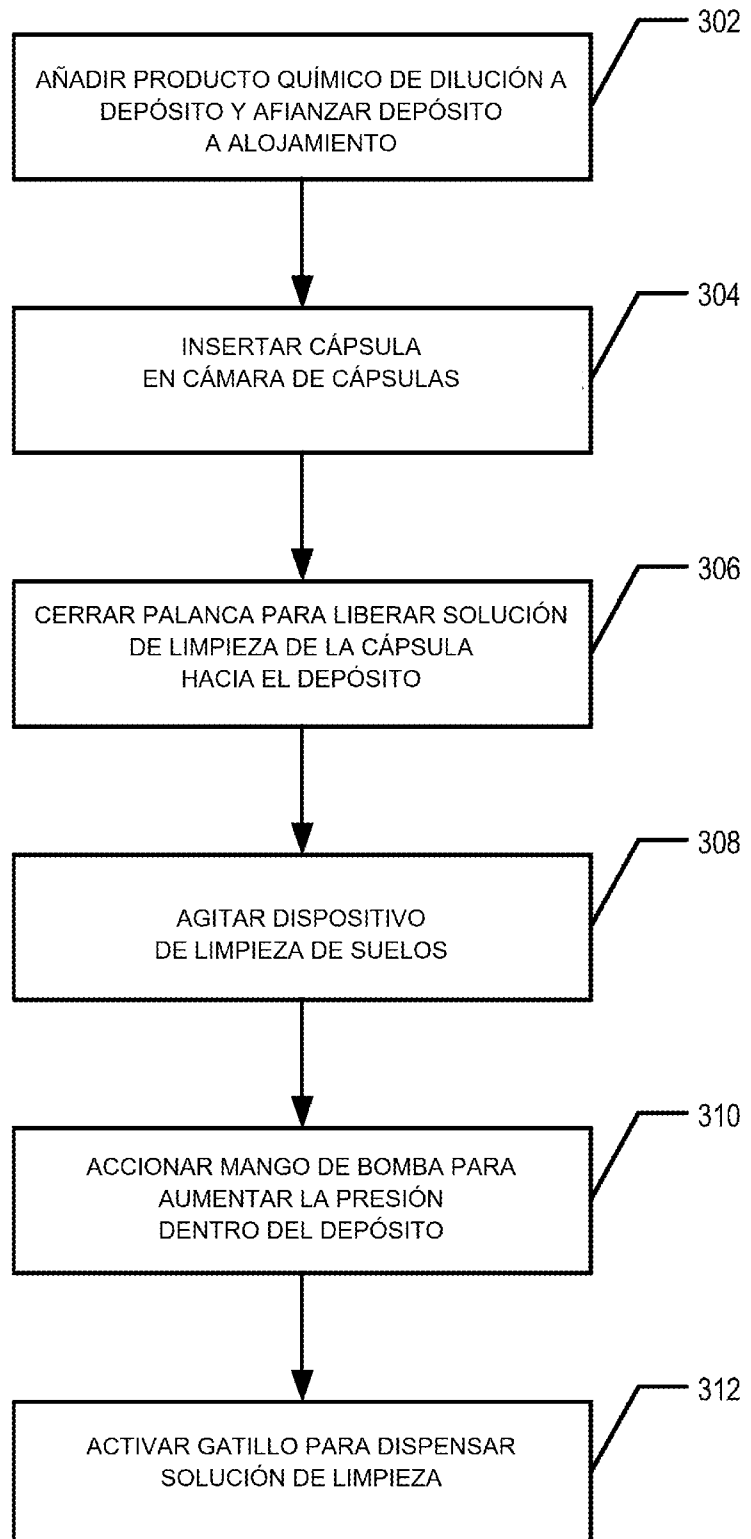 302
AÑADIR PRODUCTO QUÍMICO DE DILUCIÓN A
DEPÓSITO Y AFIANZAR DEPÓSITO
A ALOJAMIENTO
304
INSERTAR CÁPSULA
EN CÁMARA DE CÁPSULAS
306
CERRAR PALANCA PARA LIBERAR SOLUCIÓN
DE LIMPIEZA DE LA CÁPSULA
HACIA EL DEPÓSITO
308
AGITAR DISPOSITIVO
DE LIMPIEZA DE SUELOS
310
ACCIONAR MANGO DE BOMBA PARA
AUMENTAR LA PRESIÓN
DENTRO DEL DEPÓSITO
312
ACTIVAR GATILLO PARA DISPENSAR
SOLUCIÓN DE LIMPIEZA